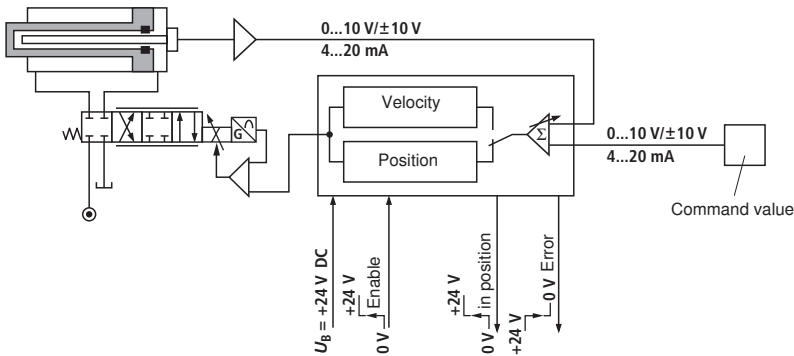 0...10 V/±10 V
4...20 mA
Velocity
Position
Σ
G
0...10 V/±10 V
4...20 mA
Command value
U_B = +24 V DC
+24 V
Enable
0 V
+24 V
in position
0 V
+24 V
0 V Error